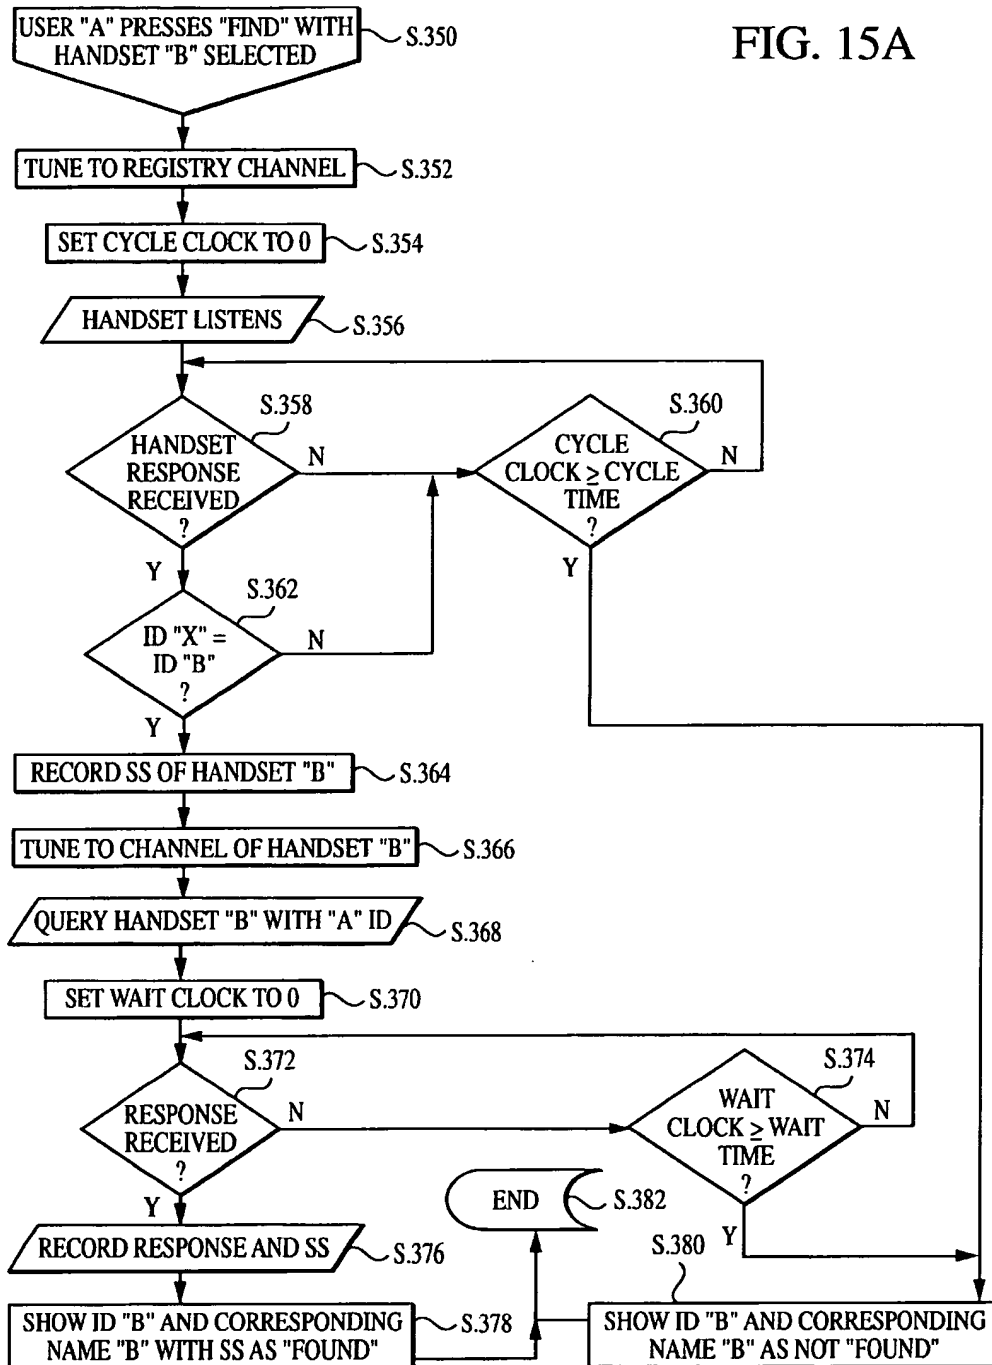 FIG. 15A
USER "A" PRESSES "FIND" WITH
HANDSET "B" SELECTED
S.350
TUNE TO REGISTRY CHANNEL
S.352
SET CYCLE CLOCK TO 0
S.354
HANDSET LISTENS
S.356
S.358
HANDSET
RESPONSE
RECEIVED
?
N
Y
S.360
CYCLE
CLOCK ≥ CYCLE
TIME
?
N
Y
S.362
ID "X" =
ID "B"
?
N
Y
RECORD SS OF HANDSET "B"
S.364
TUNE TO CHANNEL OF HANDSET "B"
S.366
QUERY HANDSET "B" WITH "A" ID
S.368
SET WAIT CLOCK TO 0
S.370
S.372
RESPONSE
RECEIVED
?
N
Y
S.374
WAIT
CLOCK ≥ WAIT
TIME
?
N
Y
END
S.382
RECORD RESPONSE AND SS
S.376
S.380
SHOW ID "B" AND CORRESPONDING
NAME "B" WITH SS AS "FOUND"
S.378
SHOW ID "B" AND CORRESPONDING
NAME "B" AS NOT "FOUND"